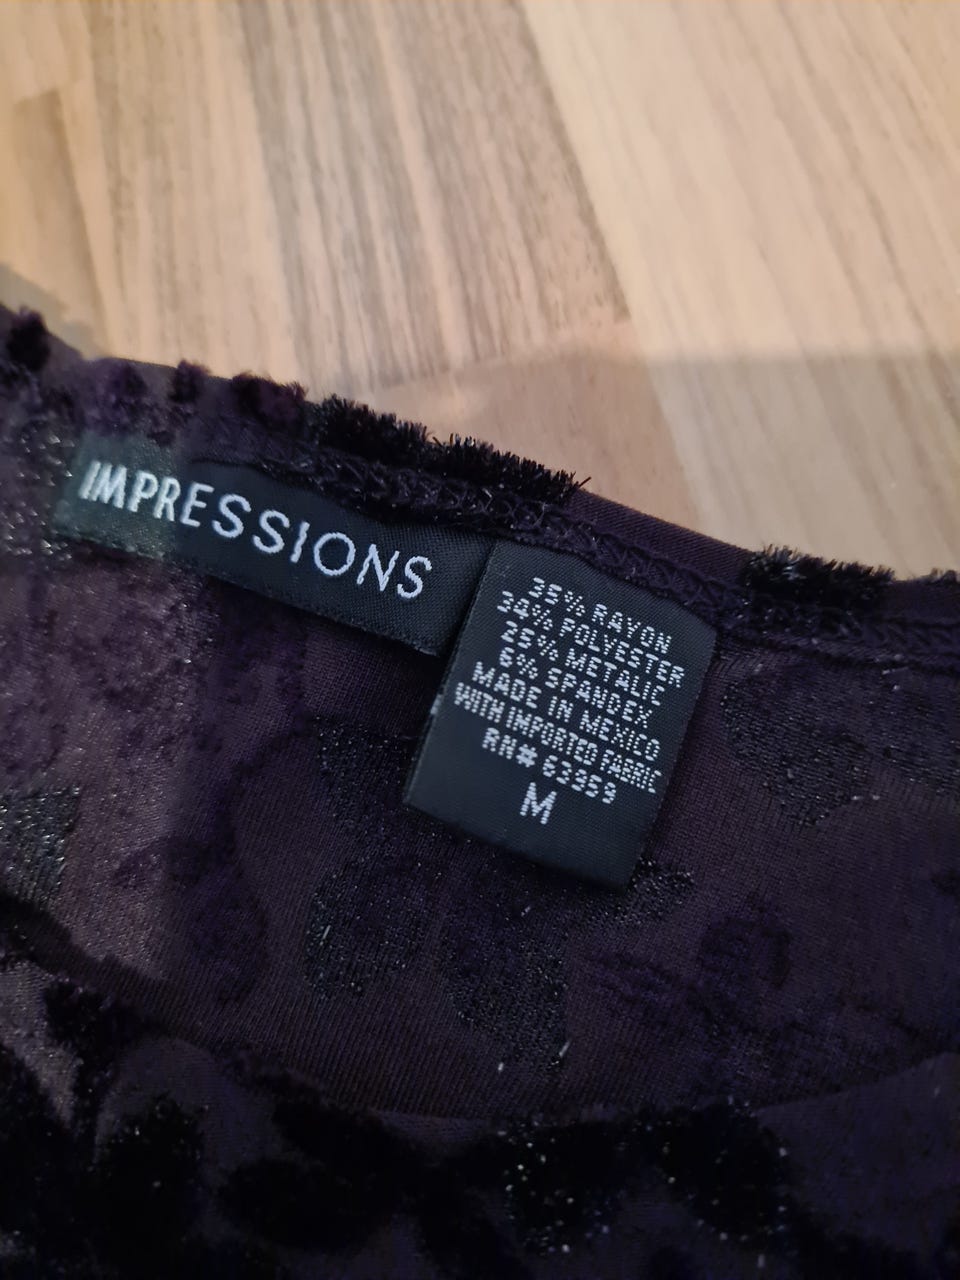 IMPRESSIONS
35% RAYON
34% POLYESTER
25% METALIC
6% SPANDEX
MADE IN MEXICO
WITH IMPORTED FABRIC
RN# 63959
M